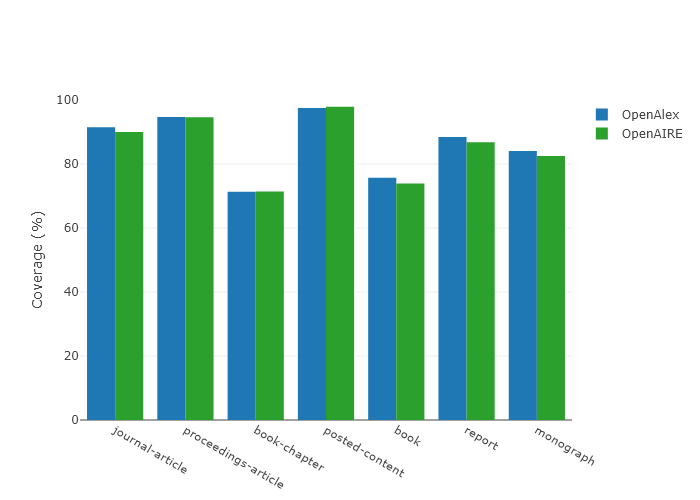 100
80
60
40
20
0
Coverage (%)
journal-article
proceedings-article
book-chapter
posted-content
book
report
monograph
OpenAlex
OpenAIRE